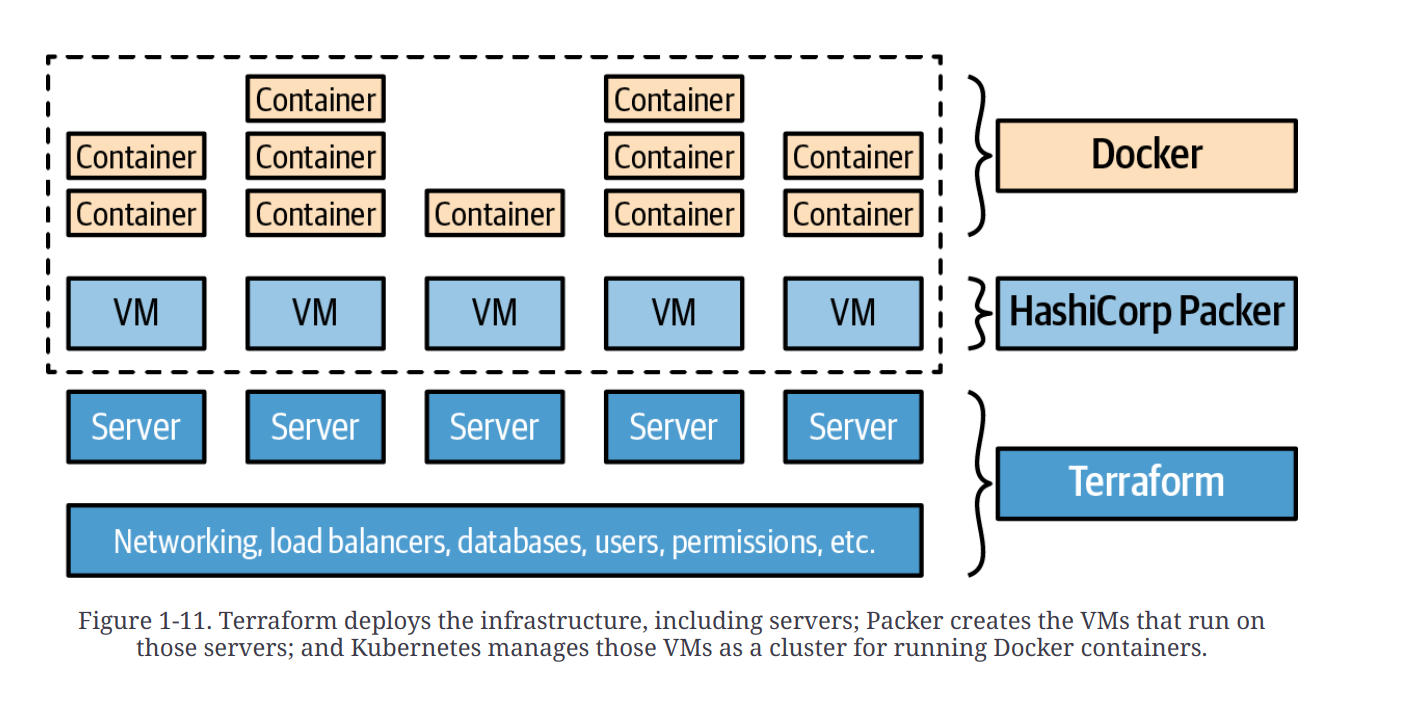 Container Container
Container Container Container Container Docker
Container Container Container Container Container
VM VM VM VM VM HashiCorp Packer
Server Server Server Server Server
Terraform
Networking, load balancers, databases, users, permissions, etc.
Figure 1-11. Terraform deploys the infrastructure, including servers; Packer creates the VMs that run on
those servers; and Kubernetes manages those VMs as a cluster for running Docker containers.